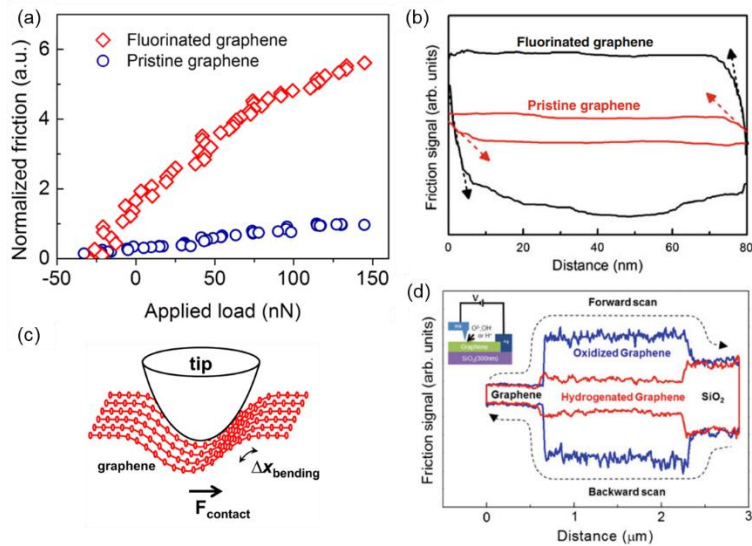 (a)
Normalized friction (a.u.)
6
4
2
0
Fluorinated graphene
Pristine graphene
-50
0
50
100
150
Applied load (nN)
(b)
Friction signal (arb. units)
Fluorinated graphene
Pristine graphene
0
20
40
60
80
Distance (nm)
(c)
tip
graphene
Δx bending
F contact
(d)
Friction signal (arb. units)
V
Forward scan
Graphene
SiO2(300nm)
Oxidized Graphene
Graphene
Hydrogenated Graphene
SiO2
Backward scan
0
1
2
3
Distance (μm)